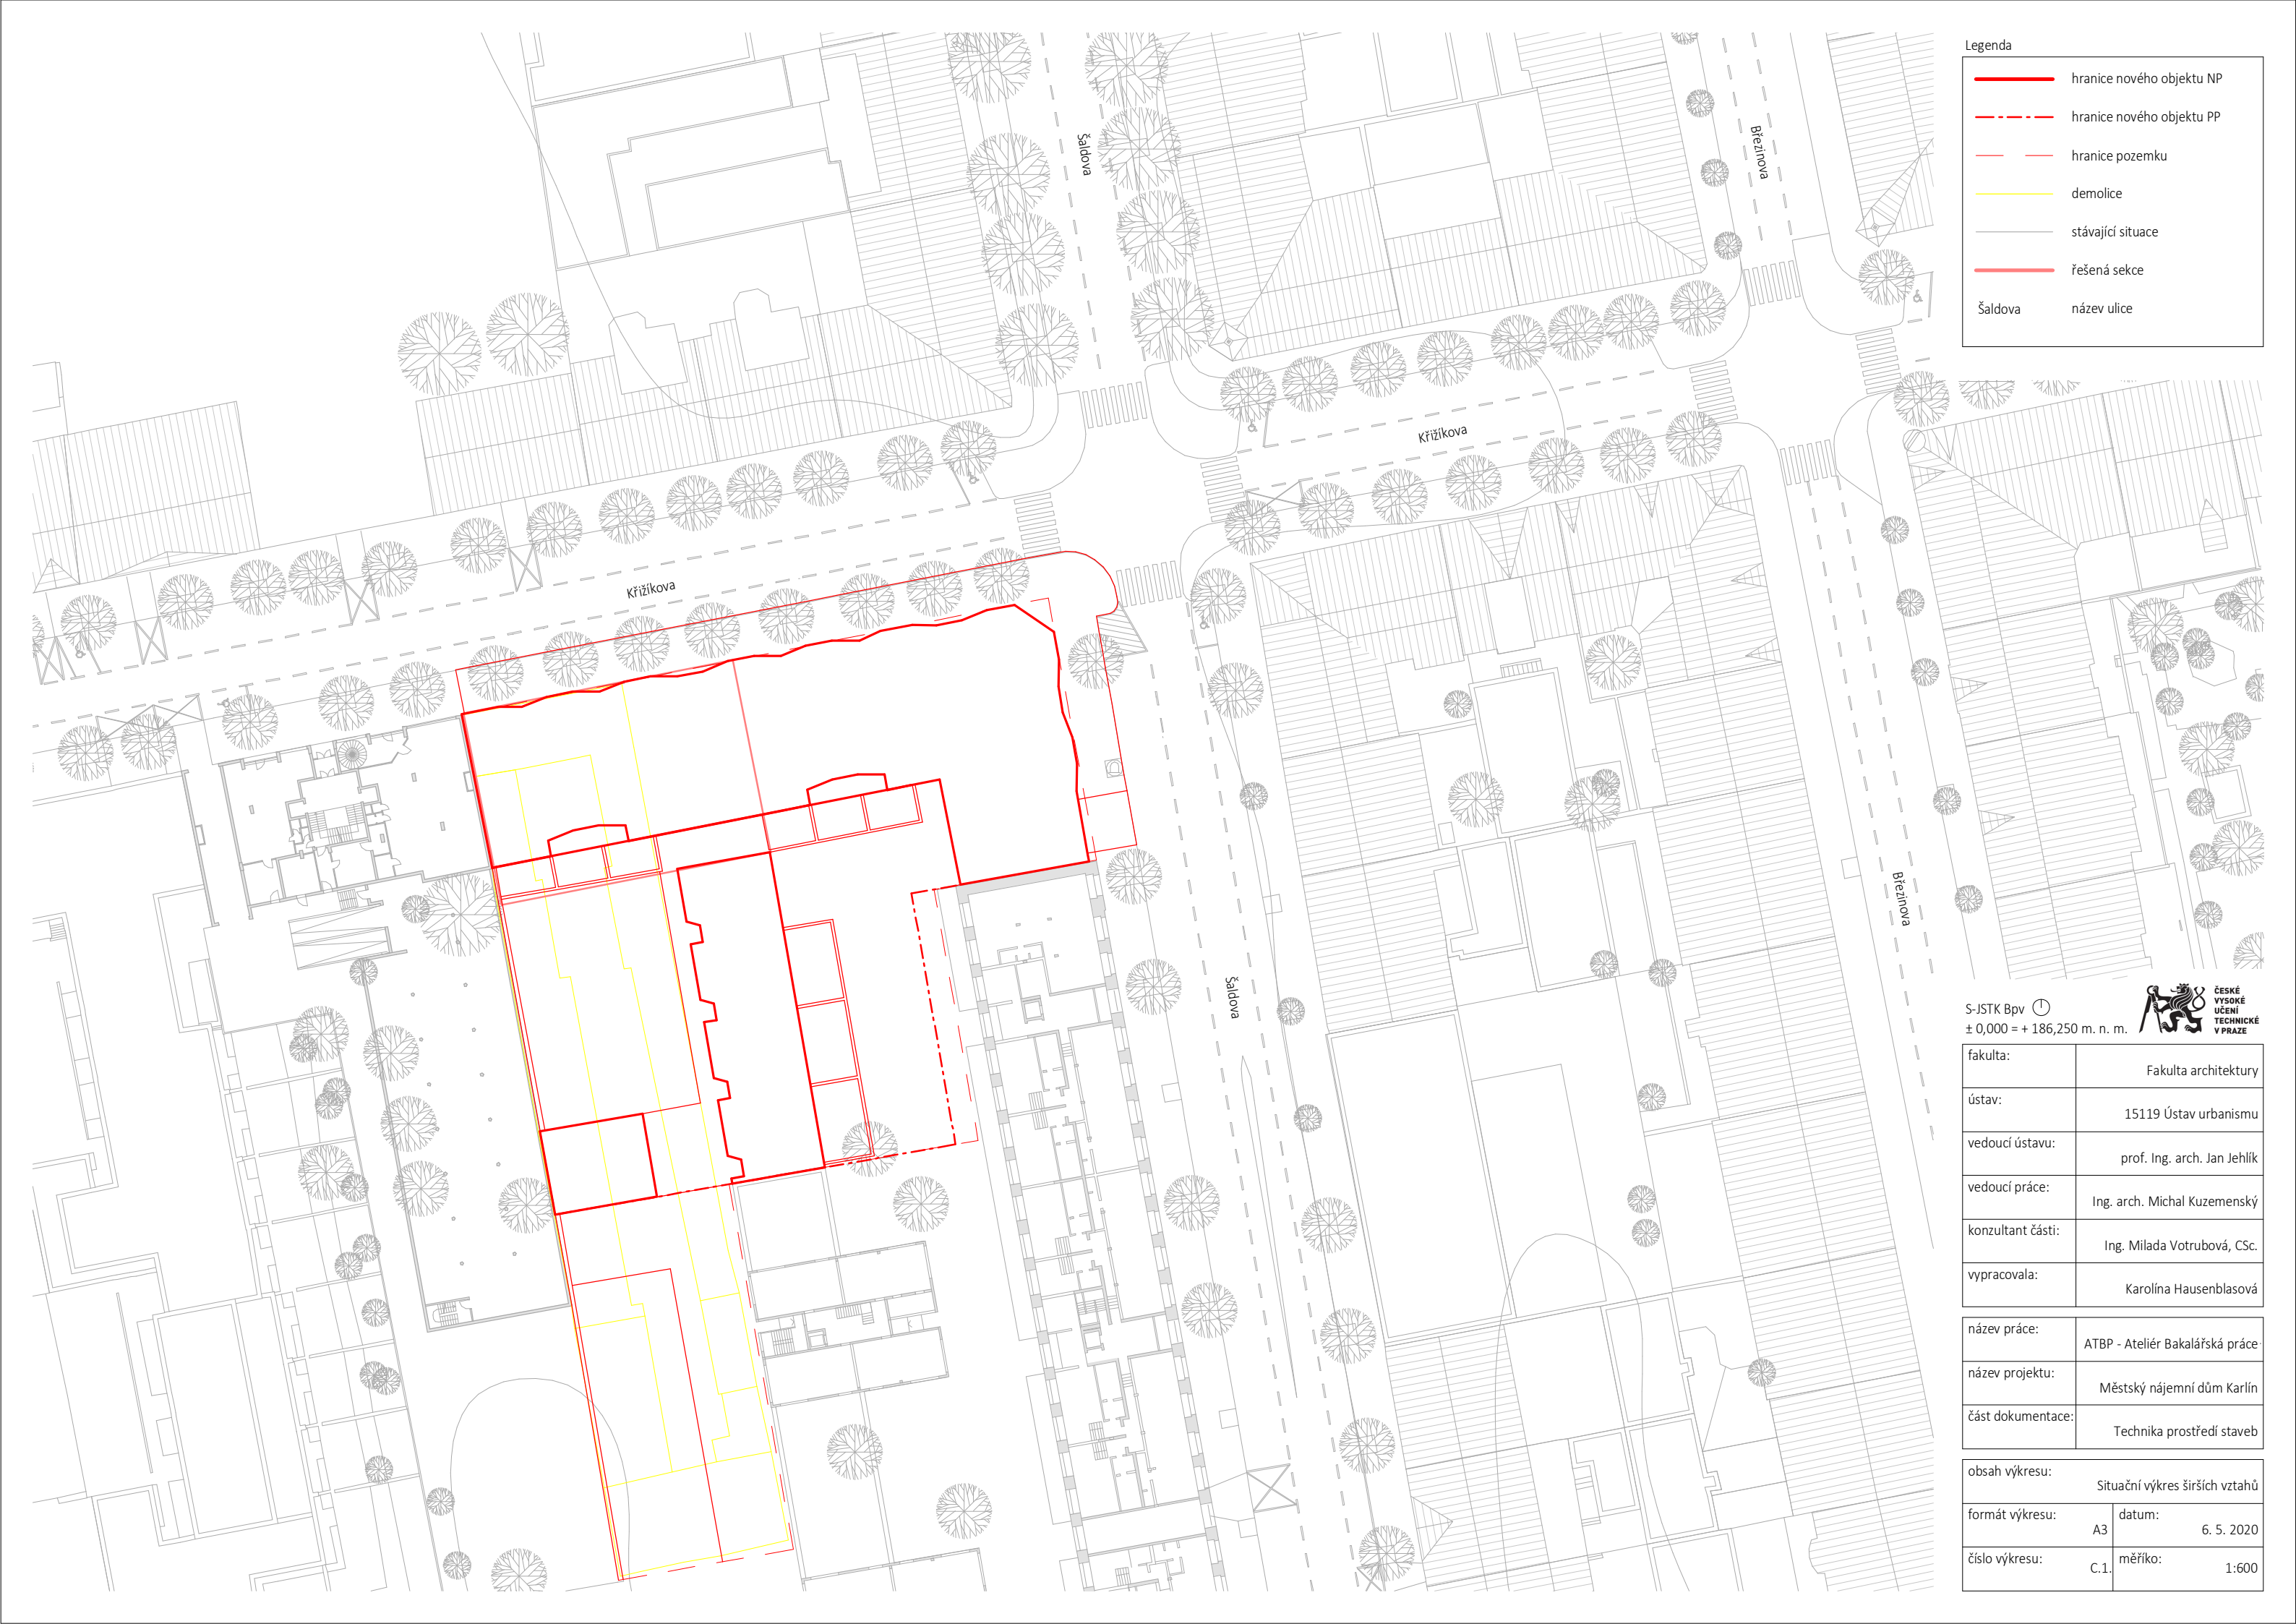 Legenda
hranice nového objektu NP
hranice nového objektu PP
hranice pozemku
demolice
stávající situace
řešená sekce
Šaldova název ulice
Šaldova
Březinova
Křižíkova
Křižíkova
Šaldova
Březinova
S-JSTK Bpv
± 0,000 = + 186,250 m. n. m.
ČESKÉ
VYSOKÉ
UČENÍ
TECHNICKÉ
V PRAZE
fakulta:
Fakulta architektury
ústav:
15119 Ústav urbanismu
vedoucí ústavu:
prof. Ing. arch. Jan Jehlík
vedoucí práce:
Ing. arch. Michal Kuzemenský
konzultant části:
Ing. Milada Votrubová, CSc.
vypracovala:
Karolína Hausenblasová
název práce:
ATBP - Ateliér Bakalářská práce
název projektu:
Městský nájemní dům Karlín
část dokumentace:
Technika prostředí staveb
obsah výkresu:
Situační výkres širších vztahů
formát výkresu:
A3
datum:
6. 5. 2020
číslo výkresu:
C.1.
měříko:
1:600